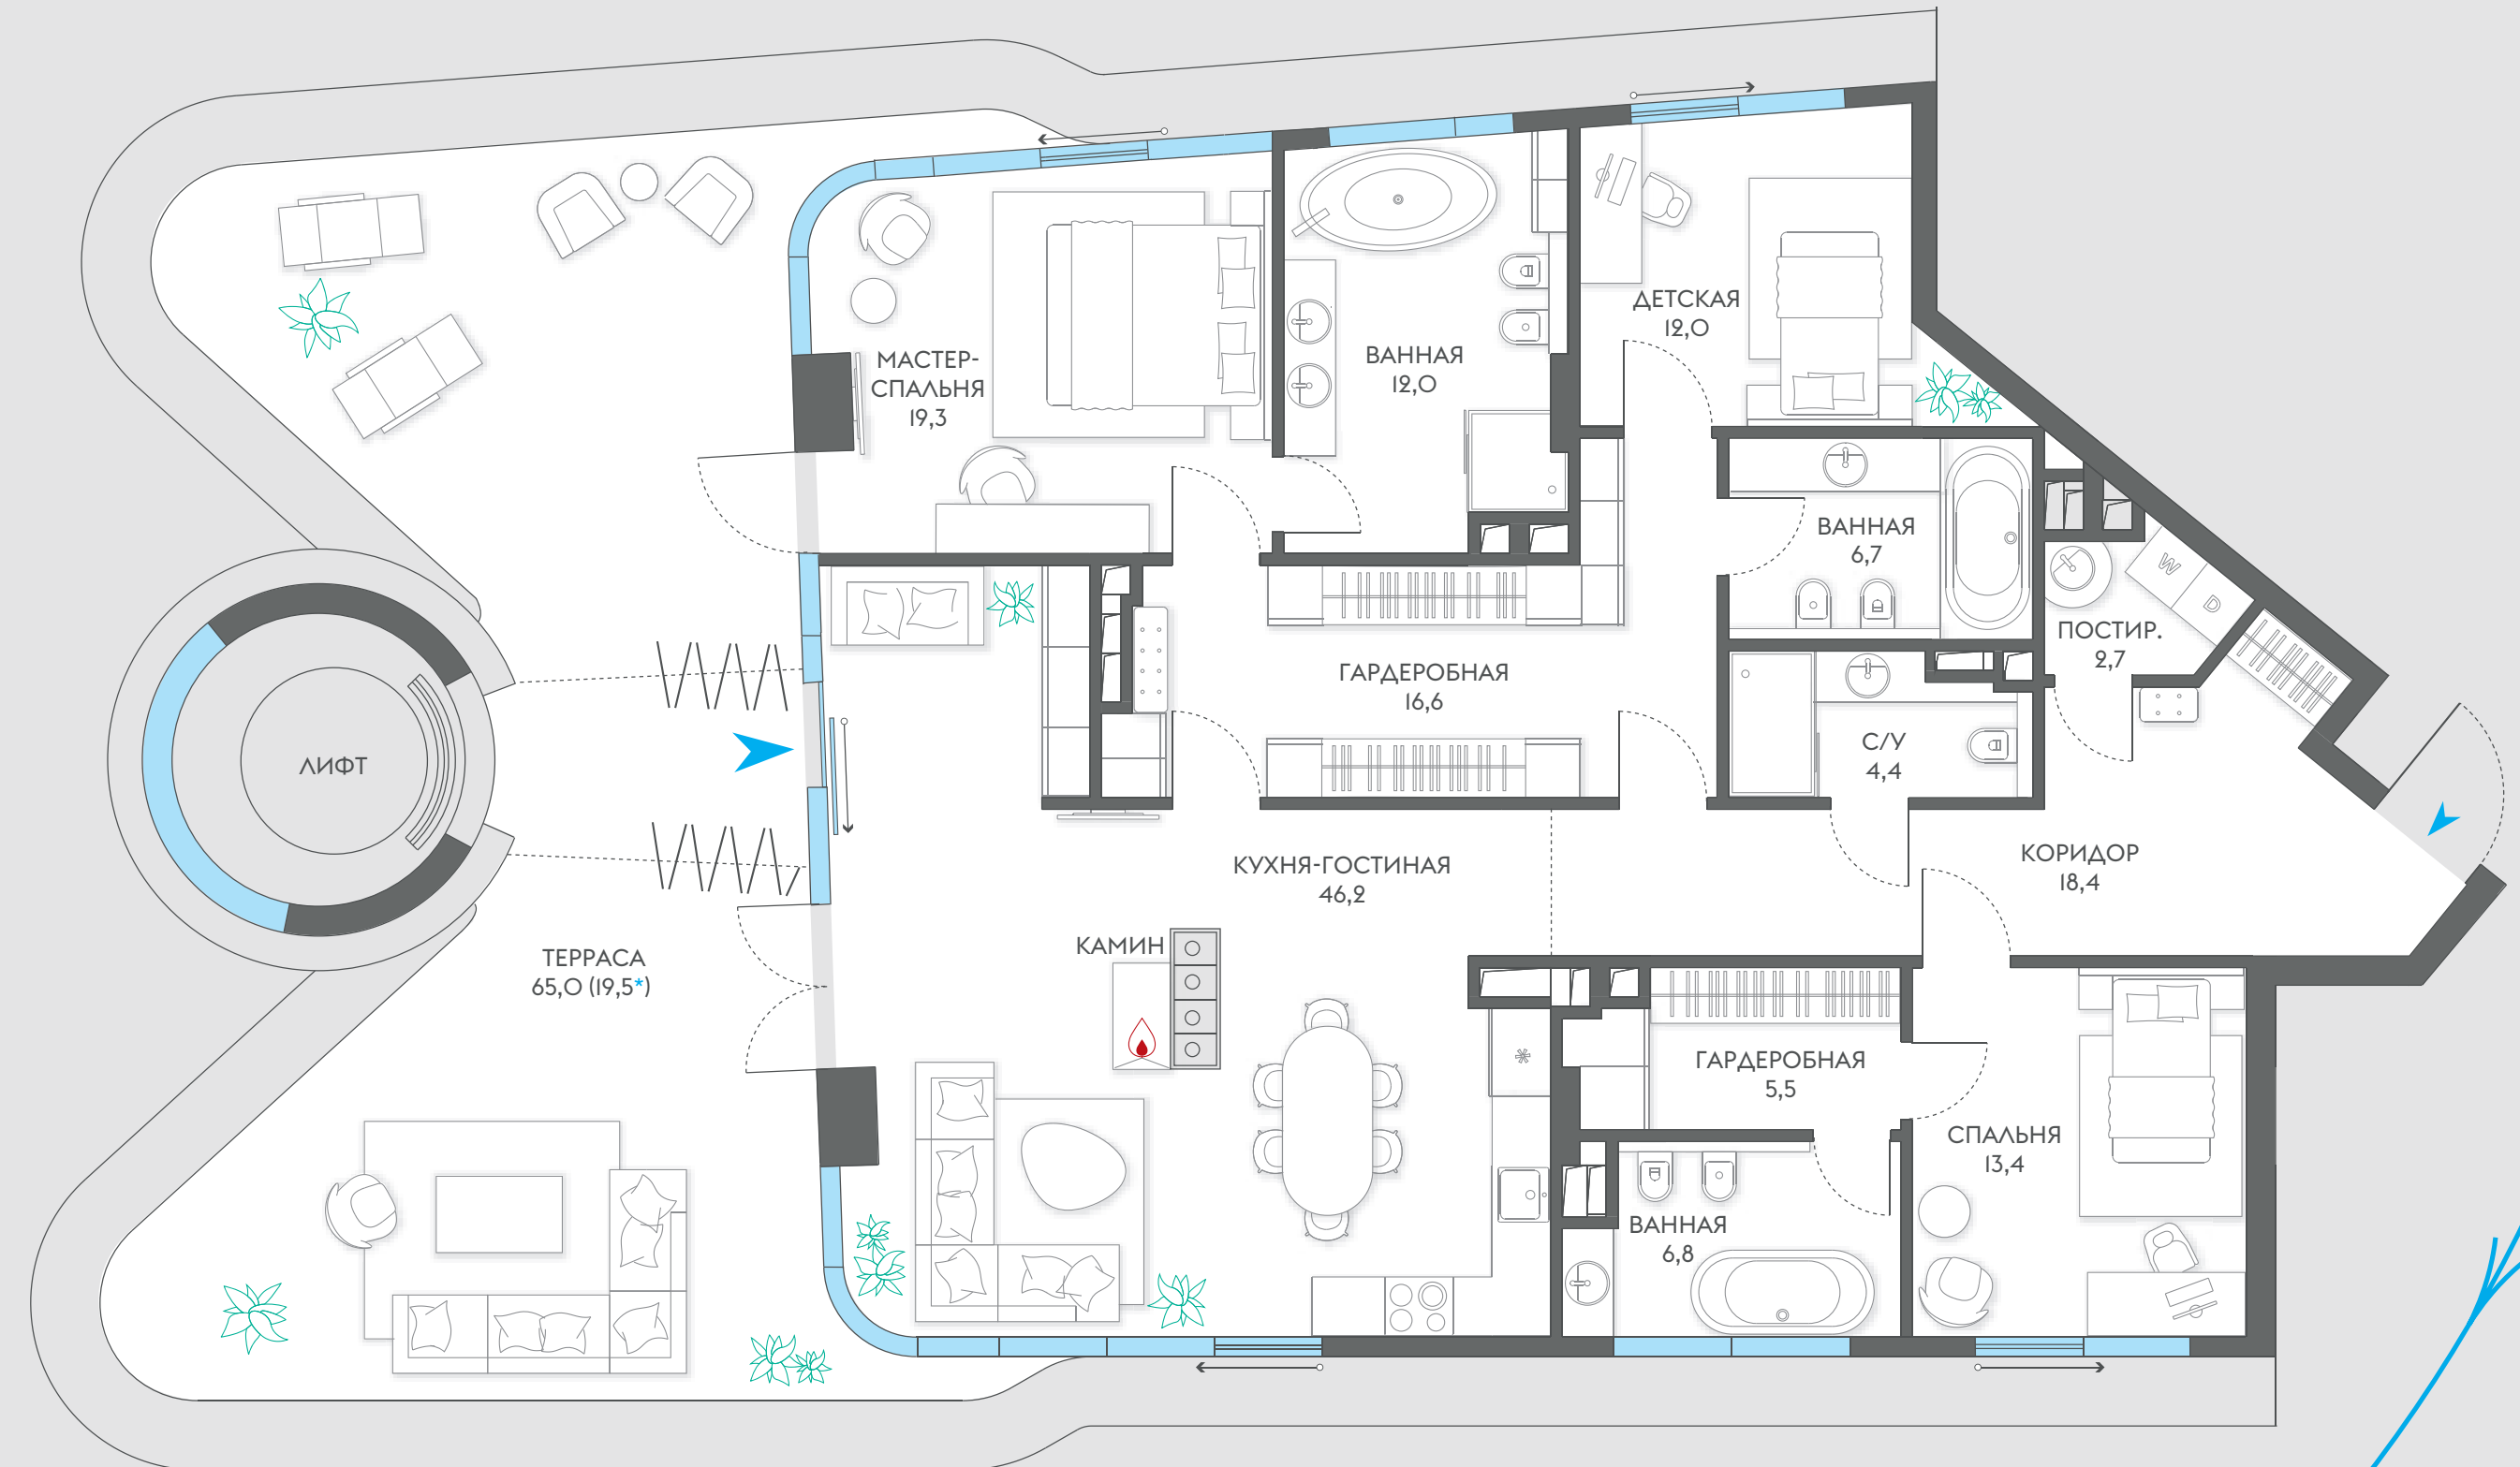 МАСТЕР-
СПАЛЬНЯ
19,3
ВАННАЯ
12,0
ДЕТСКАЯ
12,0
ВАННАЯ
6,7
ПОСТИР.
2,7
W
D
ГАРДЕРОБНАЯ
16,6
С/У
4,4
ЛИФТ
КУХНЯ-ГОСТИНАЯ
46,2
КОРИДОР
18,4
КАМИН
ТЕРРАСА
65,0 (19,5*)
ГАРДЕРОБНАЯ
5,5
СПАЛЬНЯ
13,4
ВАННАЯ
6,8